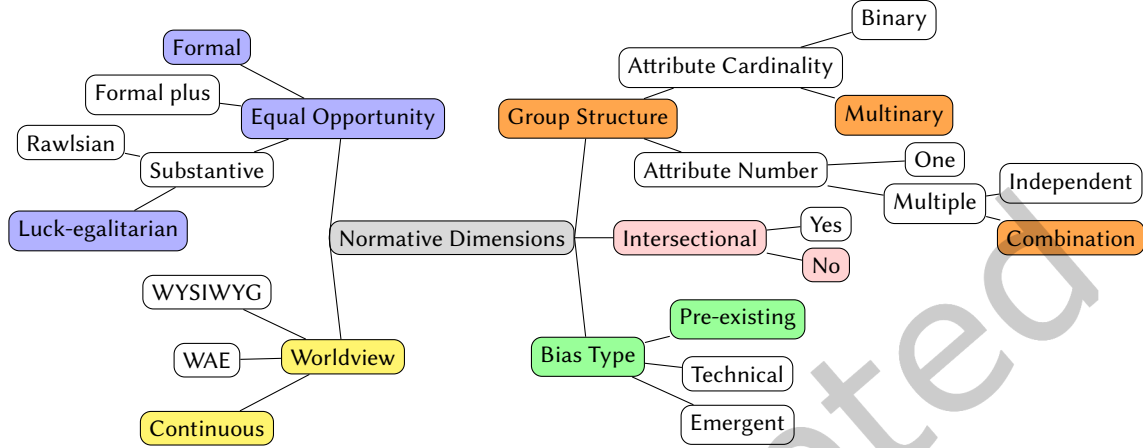 Binary
Formal
Attribute Cardinality
Formal plus
Equal Opportunity
Group Structure
Multinary
Rawlsian
Substantive
Attribute Number
One
Independent
Multiple
Luck-egalitarian
Normative Dimensions
Intersectional
Yes
Combination
No
WYSIWYG
Pre-existing
WAE
Worldview
Bias Type
Technical
Continuous
Emergent